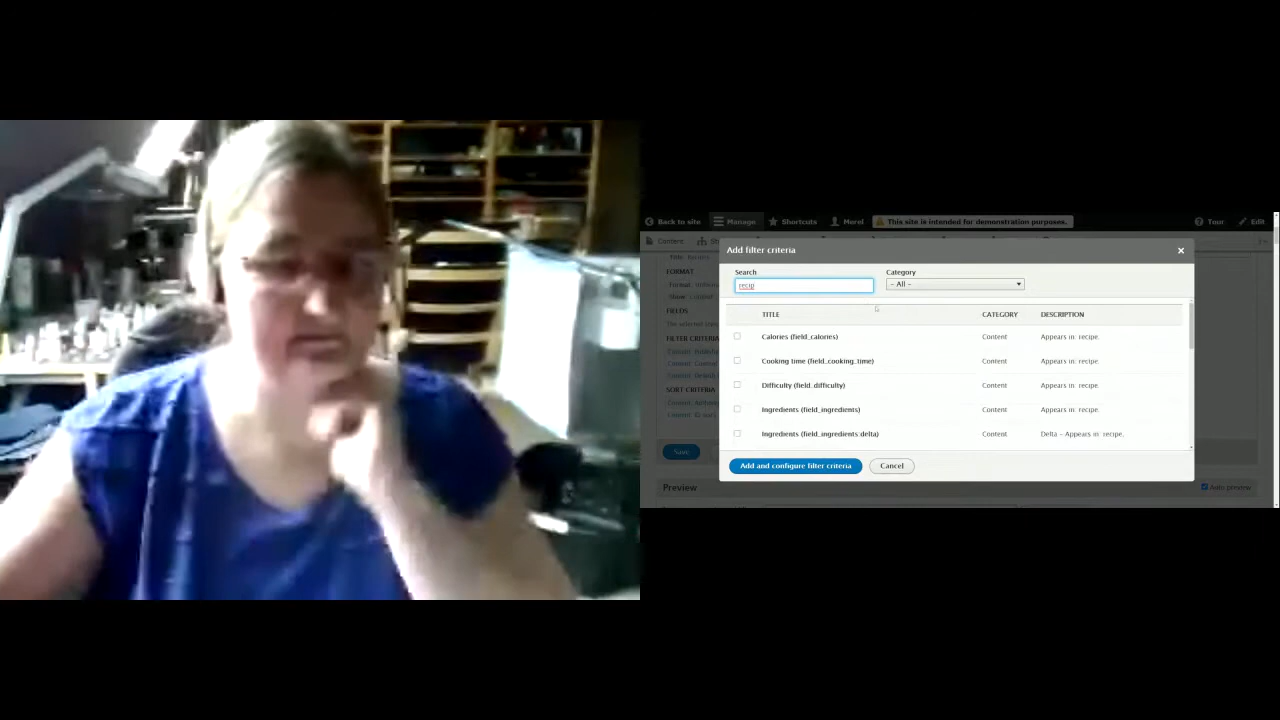 Back to site Manage Shortcuts Morel This site is intended for demonstration purposes. Tour Edit
Content
Add filter criteria
FORMAT
FIELDS
FILTER CRITERIA
SORT CRITERIA
Search Category
recip - All -
TITLE CATEGORY DESCRIPTION
Calories (field_calories) Content Appears in: recipe.
Cooking time (field_cooking_time) Content Appears in: recipe.
Difficulty (field_difficulty) Content Appears in: recipe.
Ingredients (field_ingredients) Content Appears in: recipe.
Ingredients (field_ingredients:delta) Content Delta - Appears in: recipe.
Add and configure filter criteria Cancel
Save
Preview Auto preview